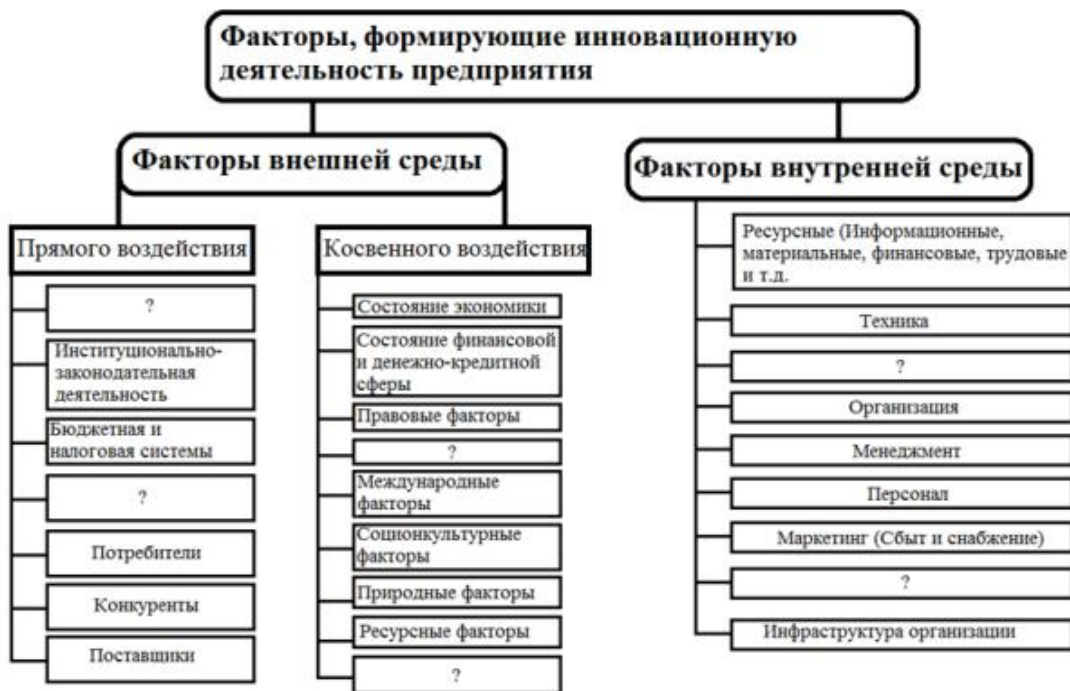 Факторы, формирующие инновационную
деятельность предприятия
Факторы внешней среды
Факторы внутренней среды
Прямого воздействия
?
Институционально-
законодательная
деятельность
Бюджетная и
налоговая системы
?
Потребители
Конкуренты
Поставщики
Косвенного воздействия
Состояние экономики
Состояние финансовой
и денежно-кредитной
сферы
Правовые факторы
?
Международные
факторы
Соционкультурные
факторы
Природные факторы
Ресурсные факторы
?
Ресурсные (Информационные,
материальные, финансовые, трудовые
и т.д.
Техника
?
Организация
Менеджмент
Персонал
Маркетинг (Сбыт и снабжение)
?
Инфраструктура организации